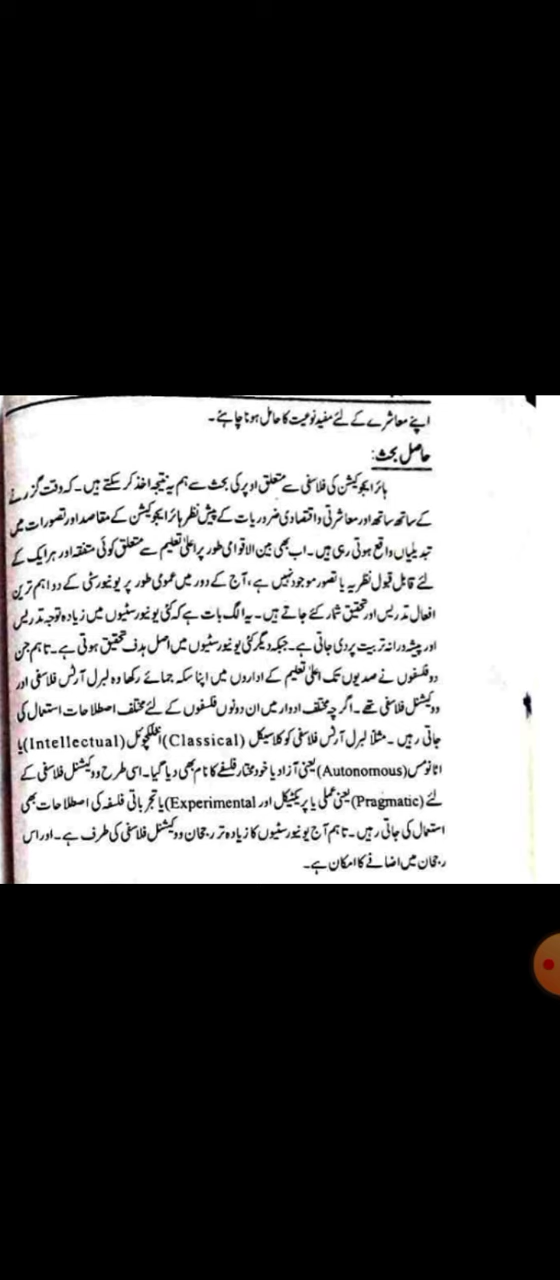 اپنے معاشرے کے لئے مفید نوعیت کا حامل ہونا چاہئے۔
حاصل بحث:
ہائر ایجوکیشن کی فلاسفی سے متعلق اوپر کی بحث سے ہم یہ نتیجہ اخذ کر سکتے ہیں۔ کہ وقت گزرنے
کے ساتھ ساتھ اور معاشرتی و اقتصادی ضروریات کے پیش نظر ہائر ایجوکیشن کے مقاصد اور تصورات میں
تبدیلیاں واقع ہوتی رہی ہیں۔ اب بھی بین الاقوامی طور پر اعلیٰ تعلیم سے متعلق کوئی متفقہ اور ہر ایک کے
لئے قابل قبول نظریہ یا تصور موجود نہیں ہے، آج کے دور میں عمومی طور پر یونیورسٹی کے دو اہم ترین
افعال تدریس اور تحقیق شمار کئے جاتے ہیں۔ یہ الگ بات ہے کہ کئی یونیورسٹیوں میں زیادہ توجہ تدریس
اور پیشہ ورانہ تربیت پر دی جاتی ہے۔ جبکہ دیگر کئی یونیورسٹیوں میں اصل ہدف تحقیق ہوتی ہے۔ تاہم جن
دو فلسفوں نے صدیوں تک اعلیٰ تعلیم کے اداروں میں اپنا سکہ جمائے رکھا وہ لبرل آرٹس فلاسفی اور
ووکیشنل فلاسفی تھے۔ اگرچہ مختلف ادوار میں ان دونوں فلسفوں کے لئے مختلف اصطلاحات استعمال کی
جاتی رہیں۔ مثلاً لبرل آرٹس فلاسفی کو کلاسیکل (Classical) انٹلکچوئل (Intellectual) یا
اٹانومس (Autonomous) یعنی آزاد یا خود مختار فلسفے کا نام بھی دیا گیا۔ اسی طرح ووکیشنل فلاسفی کے
لئے (Pragmatic) یعنی عملی یا پریکٹیکل اور (Experimental) یا تجرباتی فلسفہ کی اصطلاحات بھی
استعمال کی جاتی رہیں۔ تاہم آج یونیورسٹیوں کا زیادہ تر رجحان ووکیشنل فلاسفی کی طرف ہے۔ اور اس
رجحان میں اضافے کا امکان ہے۔